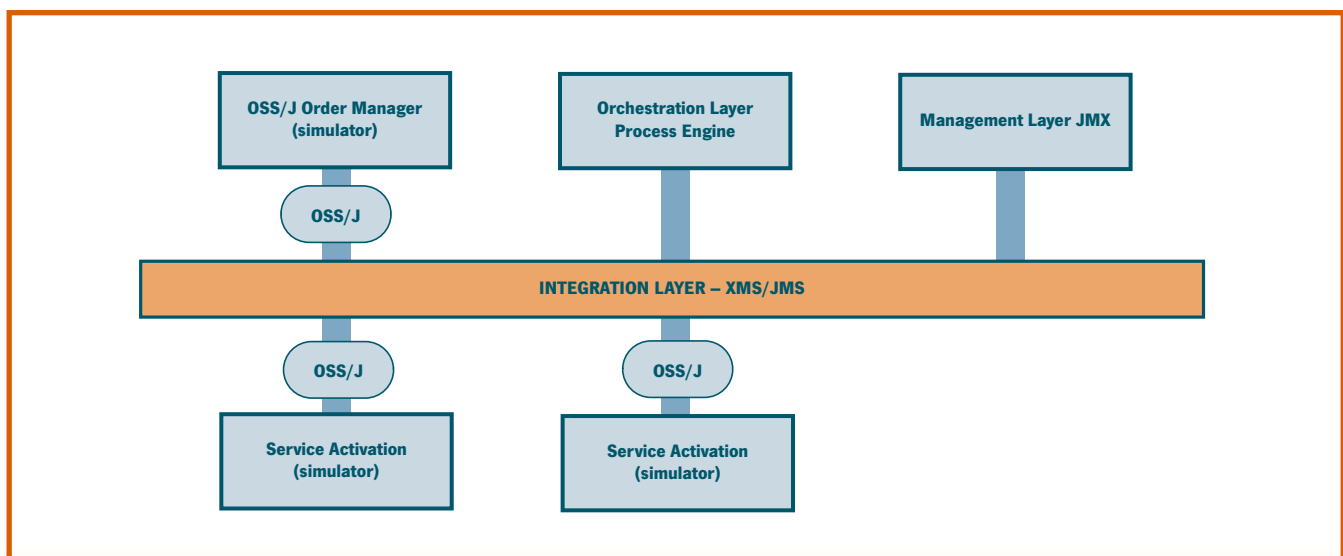 OSS/J Order Manager
(simulator)
Orchestration Layer
Process Engine
Management Layer JMX
OSS/J
INTEGRATION LAYER – XMS/JMS
OSS/J
OSS/J
Service Activation
(simulator)
Service Activation
(simulator)